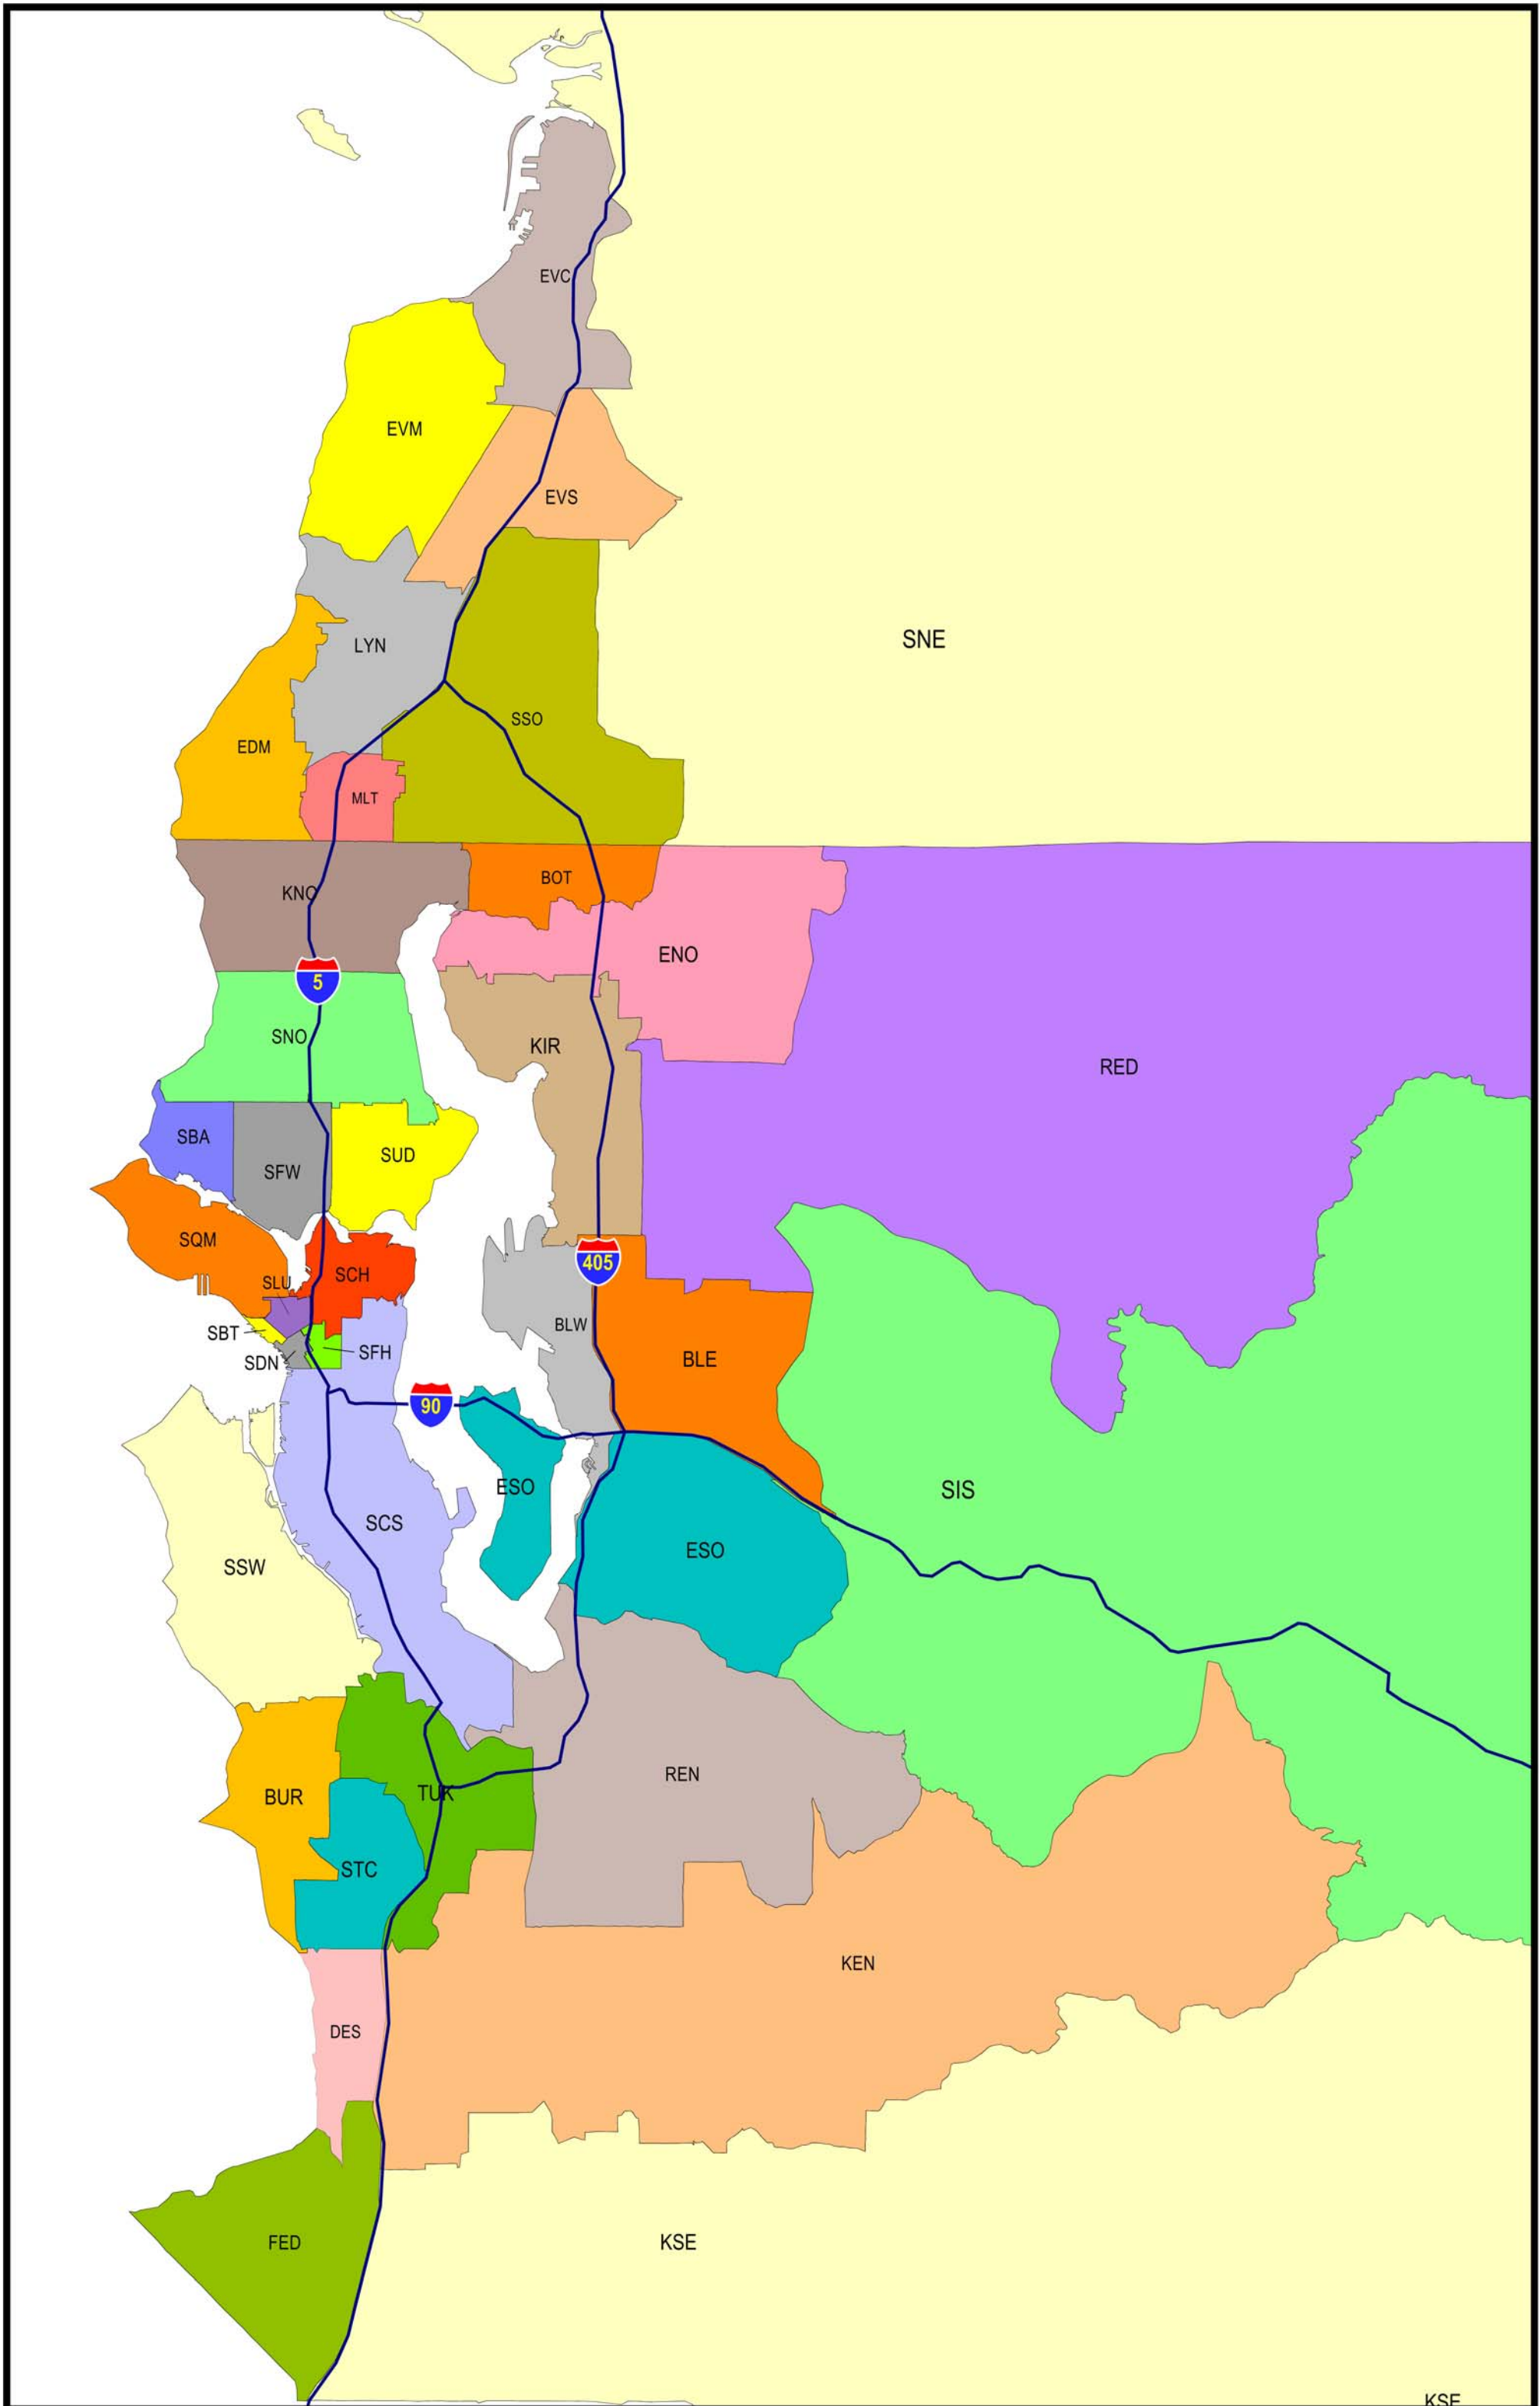 EVC
EVM
EVS
SNE
LYN
SSO
EDM
MLT
BOT
KNO
ENO
5
SNO
KIR
RED
SBA
SUD
SFW
SQM
405
SCH
SLU
BLW
SBT
SFH
BLE
SDN
90
ESO
SIS
SCS
ESO
SSW
REN
TUK
BUR
STC
KEN
DES
FED
KSE
KSE